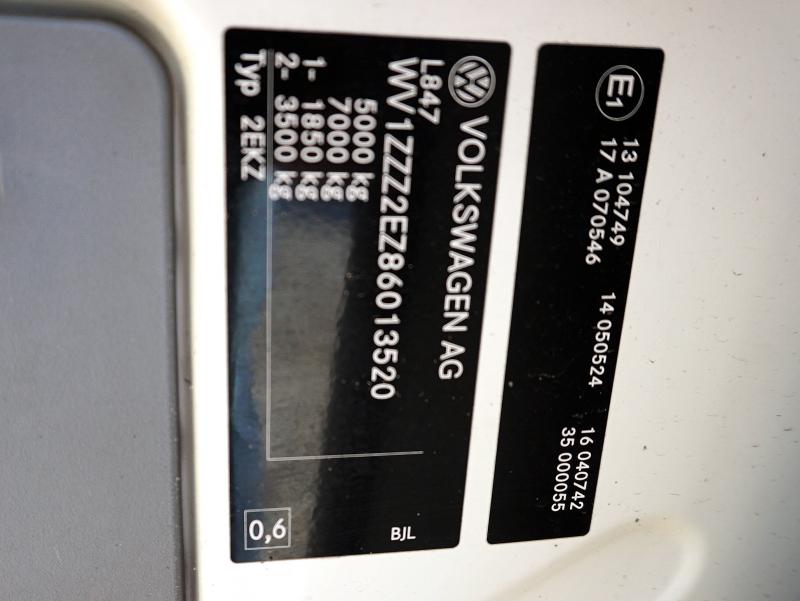 E1
13 104749
17 A 070546
14 050524
16 040742
35 000055
VOLKSWAGEN AG
L847
WV1ZZZ2EZ86013520
5000 kg
7000 kg
1- 1850 kg
2- 3500 kg
Typ 2EKZ
BJL
0,6